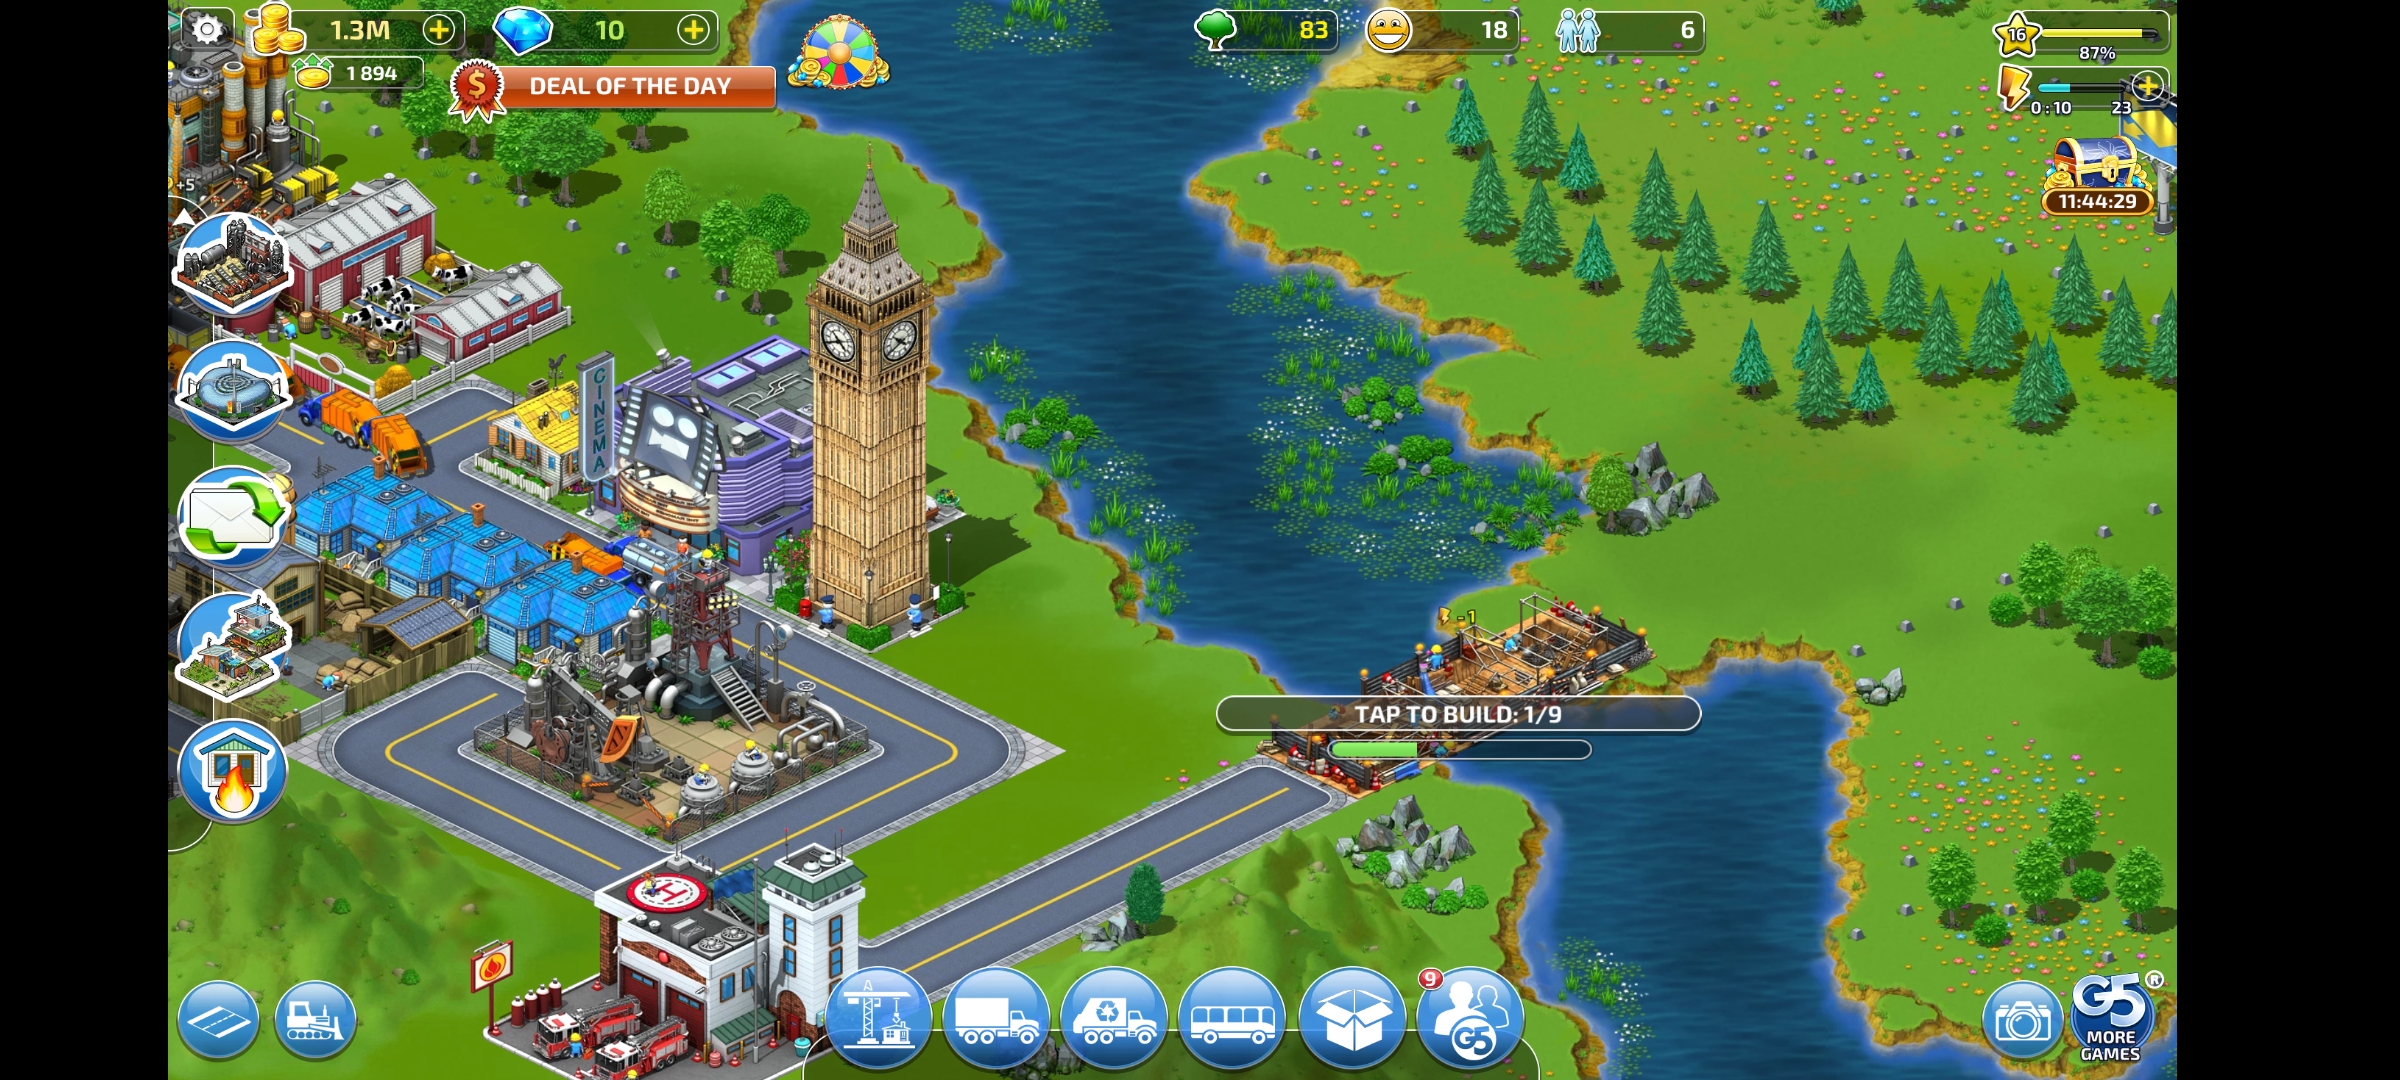 1.3M
10
83
18
6
16
87%
1 894
DEAL OF THE DAY
0:10
23
+5
11:44:29
CINEMA
-1
TAP TO BUILD: 1/9
H
A
9
G5
G5 ®
MORE
GAMES